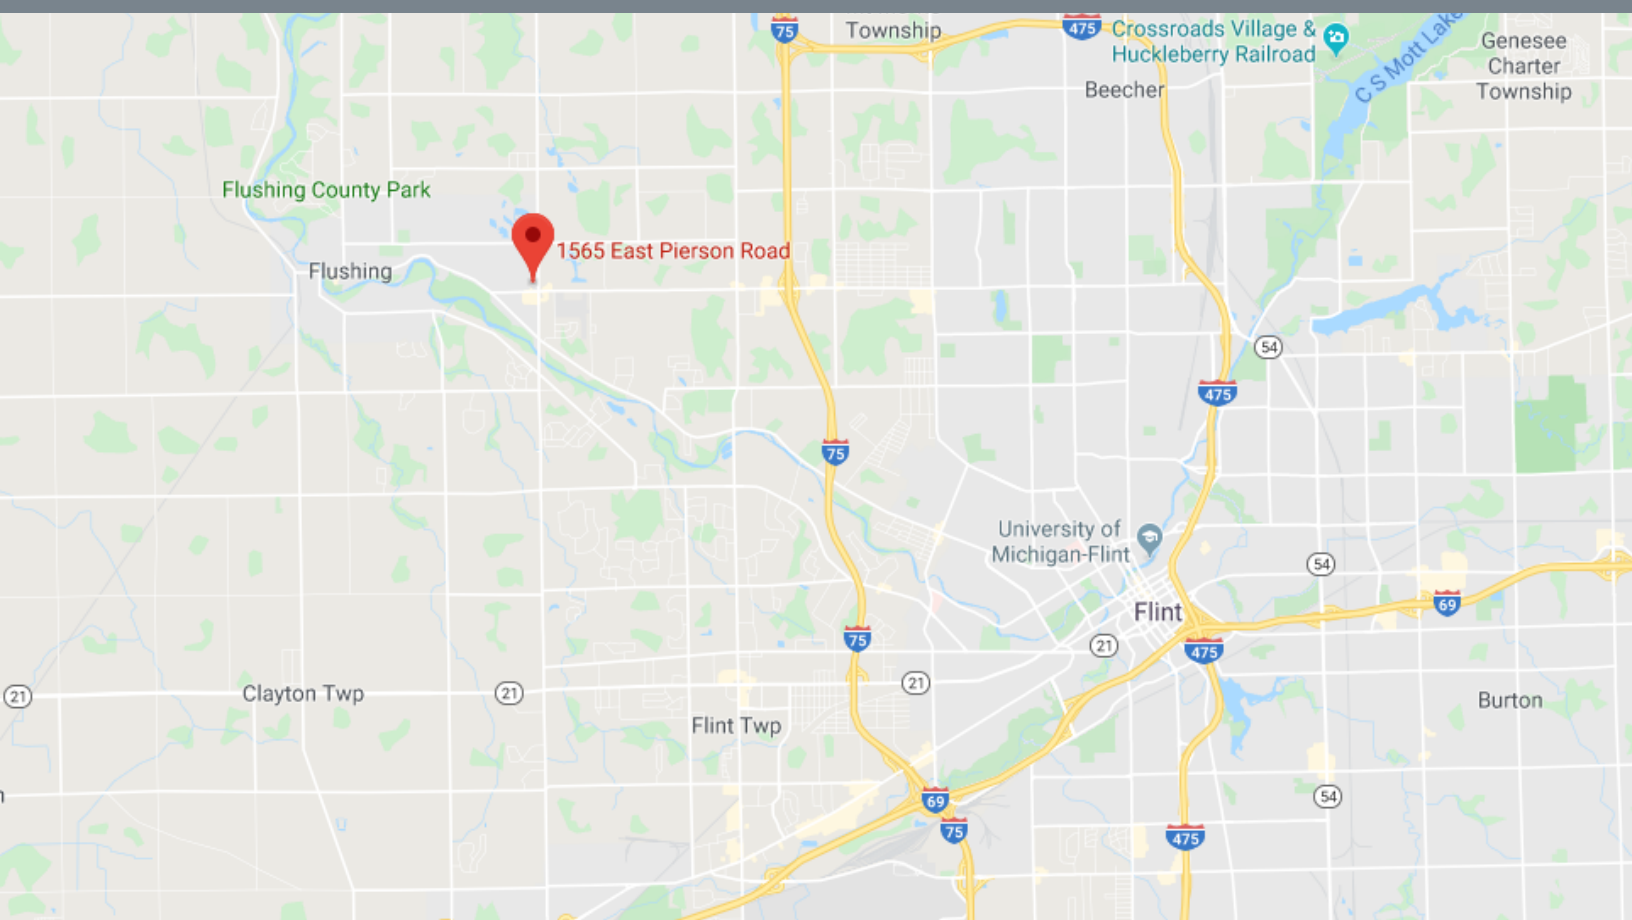 75
Township
475
Crossroads Village &
Huckleberry Railroad
C S Mott Lake
Genesee
Charter
Township
Beecher
Flushing County Park
1565 East Pierson Road
Flushing
54
475
75
University of
Michigan-Flint
54
69
Flint
75
21
475
21
21
21
Clayton Twp
Burton
Flint Twp
69
54
75
475